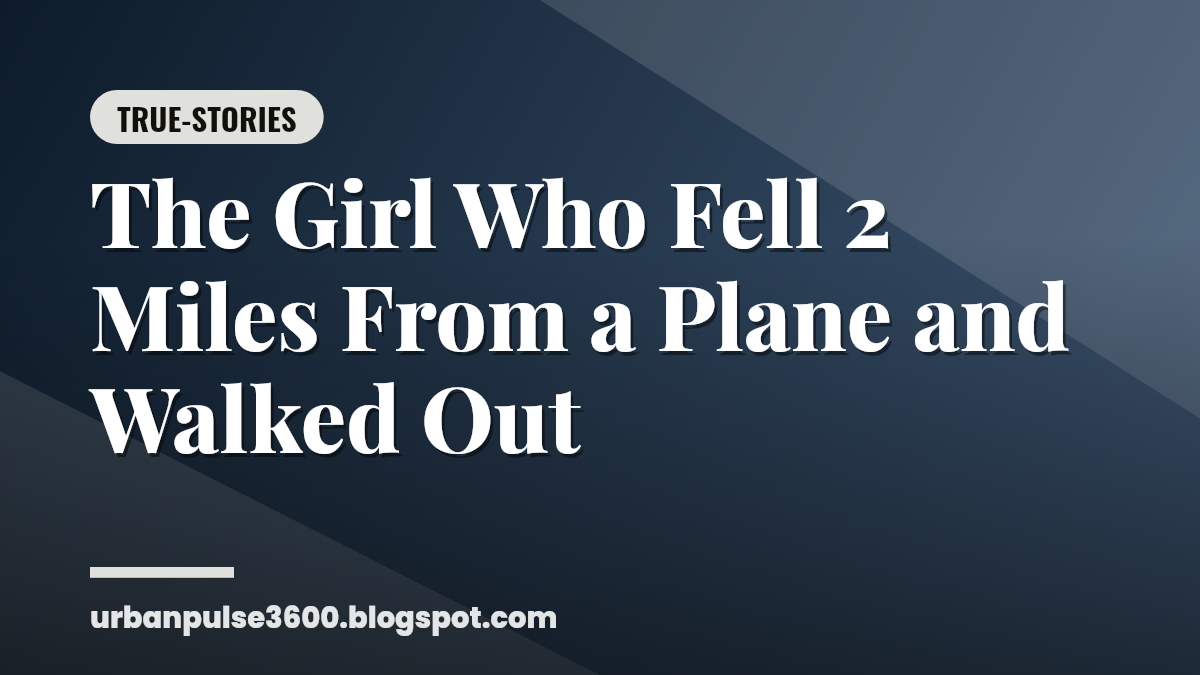 TRUE-STORIES
The Girl Who Fell 2
Miles From a Plane and
Walked Out
urbanpulse3600.blogspot.com